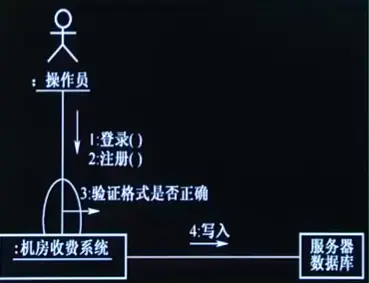 ：操作员
1:登录( )
2:注册( )
3:验证格式是否正确
4:写入
:机房收费系统
服务器
数据库